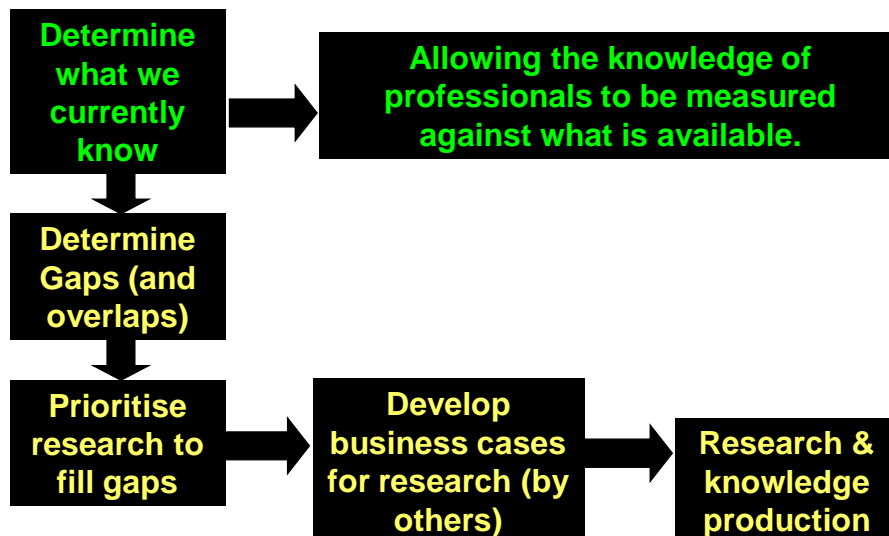 Determine
what we
currently
know
Allowing the knowledge of
professionals to be measured
against what is available.
Determine
Gaps (and
overlaps)
Prioritise
research to
fill gaps
Develop
business cases
for research (by
others)
Research &
knowledge
production